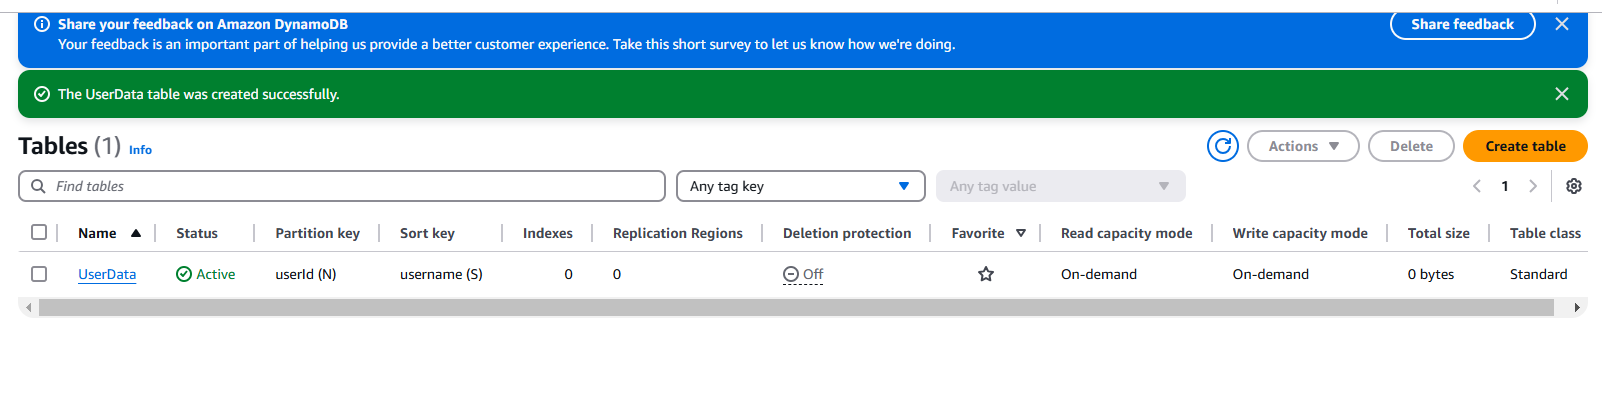 Share your feedback on Amazon DynamoDB
Share feedback
Your feedback is an important part of helping us provide a better customer experience. Take this short survey to let us know how we're doing.
The UserData table was created successfully.
Tables (1) Info
Actions
Delete
Create table
Find tables
Any tag key
Any tag value
1
Name Status Partition key Sort key Indexes Replication Regions Deletion protection Favorite Read capacity mode Write capacity mode Total size Table class
UserData Active userId (N) username (S) 0 0 Off On-demand On-demand 0 bytes Standard